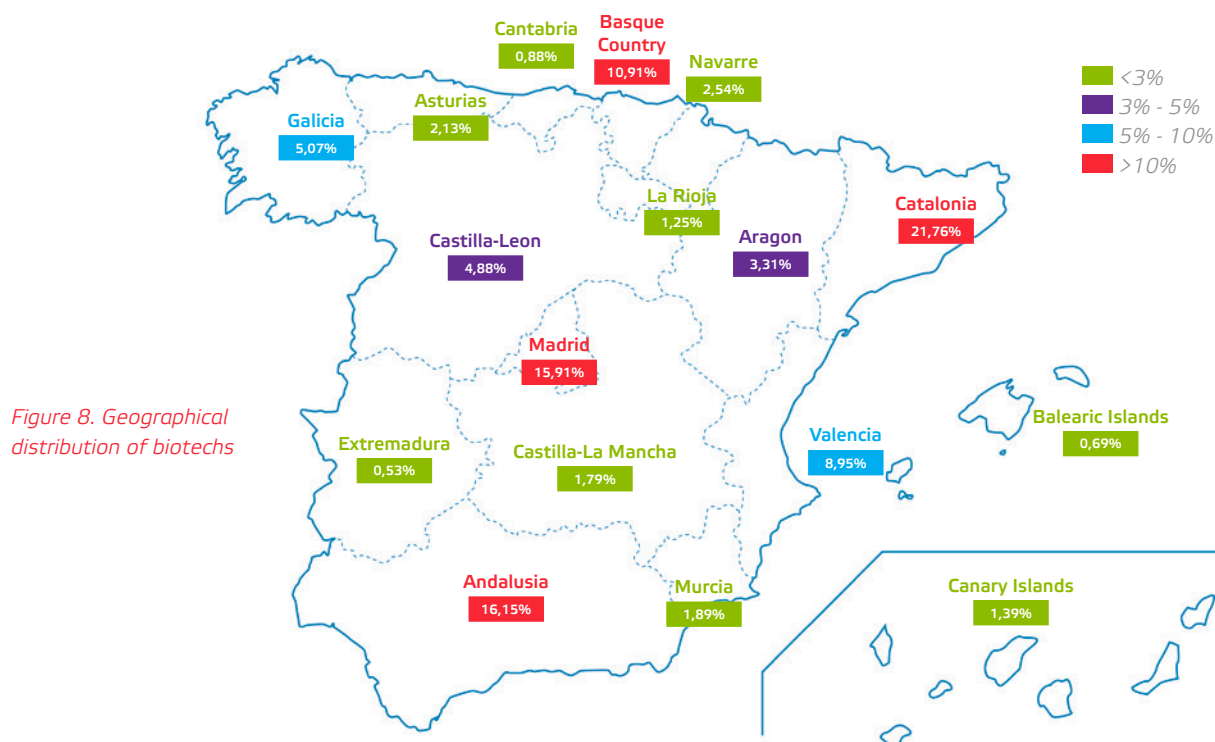 Cantabria
0,88%
Basque
Country
10,91%
Navarre
2,54%
<3%
3% - 5%
5% - 10%
>10%
Asturias
2,13%
Galicia
5,07%
La Rioja
1,25%
Catalonia
21,76%
Castilla-Leon
4,88%
Aragon
3,31%
Madrid
15,91%
Figure 8. Geographical
distribution of biotechs
Extremadura
0,53%
Castilla-La Mancha
1,79%
Valencia
8,95%
Balearic Islands
0,69%
Andalusia
16,15%
Murcia
1,89%
Canary Islands
1,39%